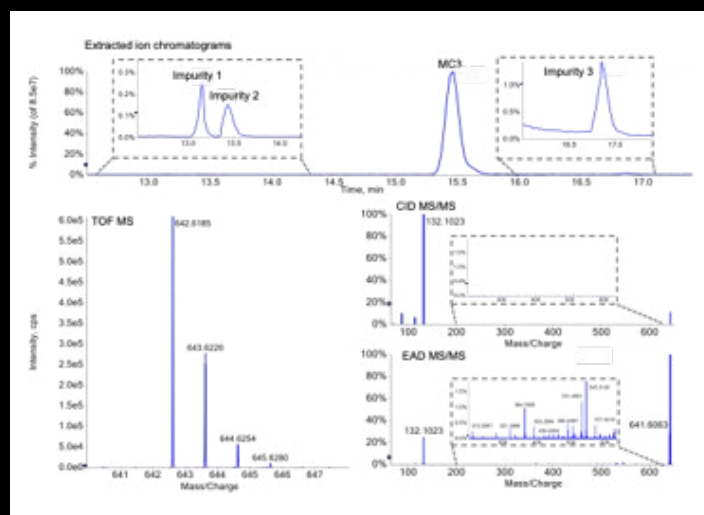 Extracted ion chromatograms
% Intensity (of 8.5e7)
100%
80%
60%
40%
20%
0%
0.3%
0.1%
0.0%
Impurity 1
Impurity 2
13.0 13.5 14.0
MC3
Impurity 3
1.0%
0.5%
0.0%
16.5 17.0
13.0 13.5 14.0 14.5 15.0 15.5 16.0 16.5 17.0
Time, min
TOF MS
Intensity, cps
6.0e5
5.5e5
5.0e5
4.5e5
4.0e5
3.5e5
3.0e5
2.5e5
2.0e5
1.5e5
1.0e5
5.0e4
0.0e0
642.6185
643.6220
644.6254
645.6280
641 642 643 644 645 646 647
Mass/Charge
CID MS/MS
100%
80%
60%
40%
20%
0%
132.1023
100 200 300 400 500 600
Mass/Charge
EAD MS/MS
100%
80%
60%
40%
20%
0%
132.1023
641.6063
100 200 300 400 500 600
Mass/Charge